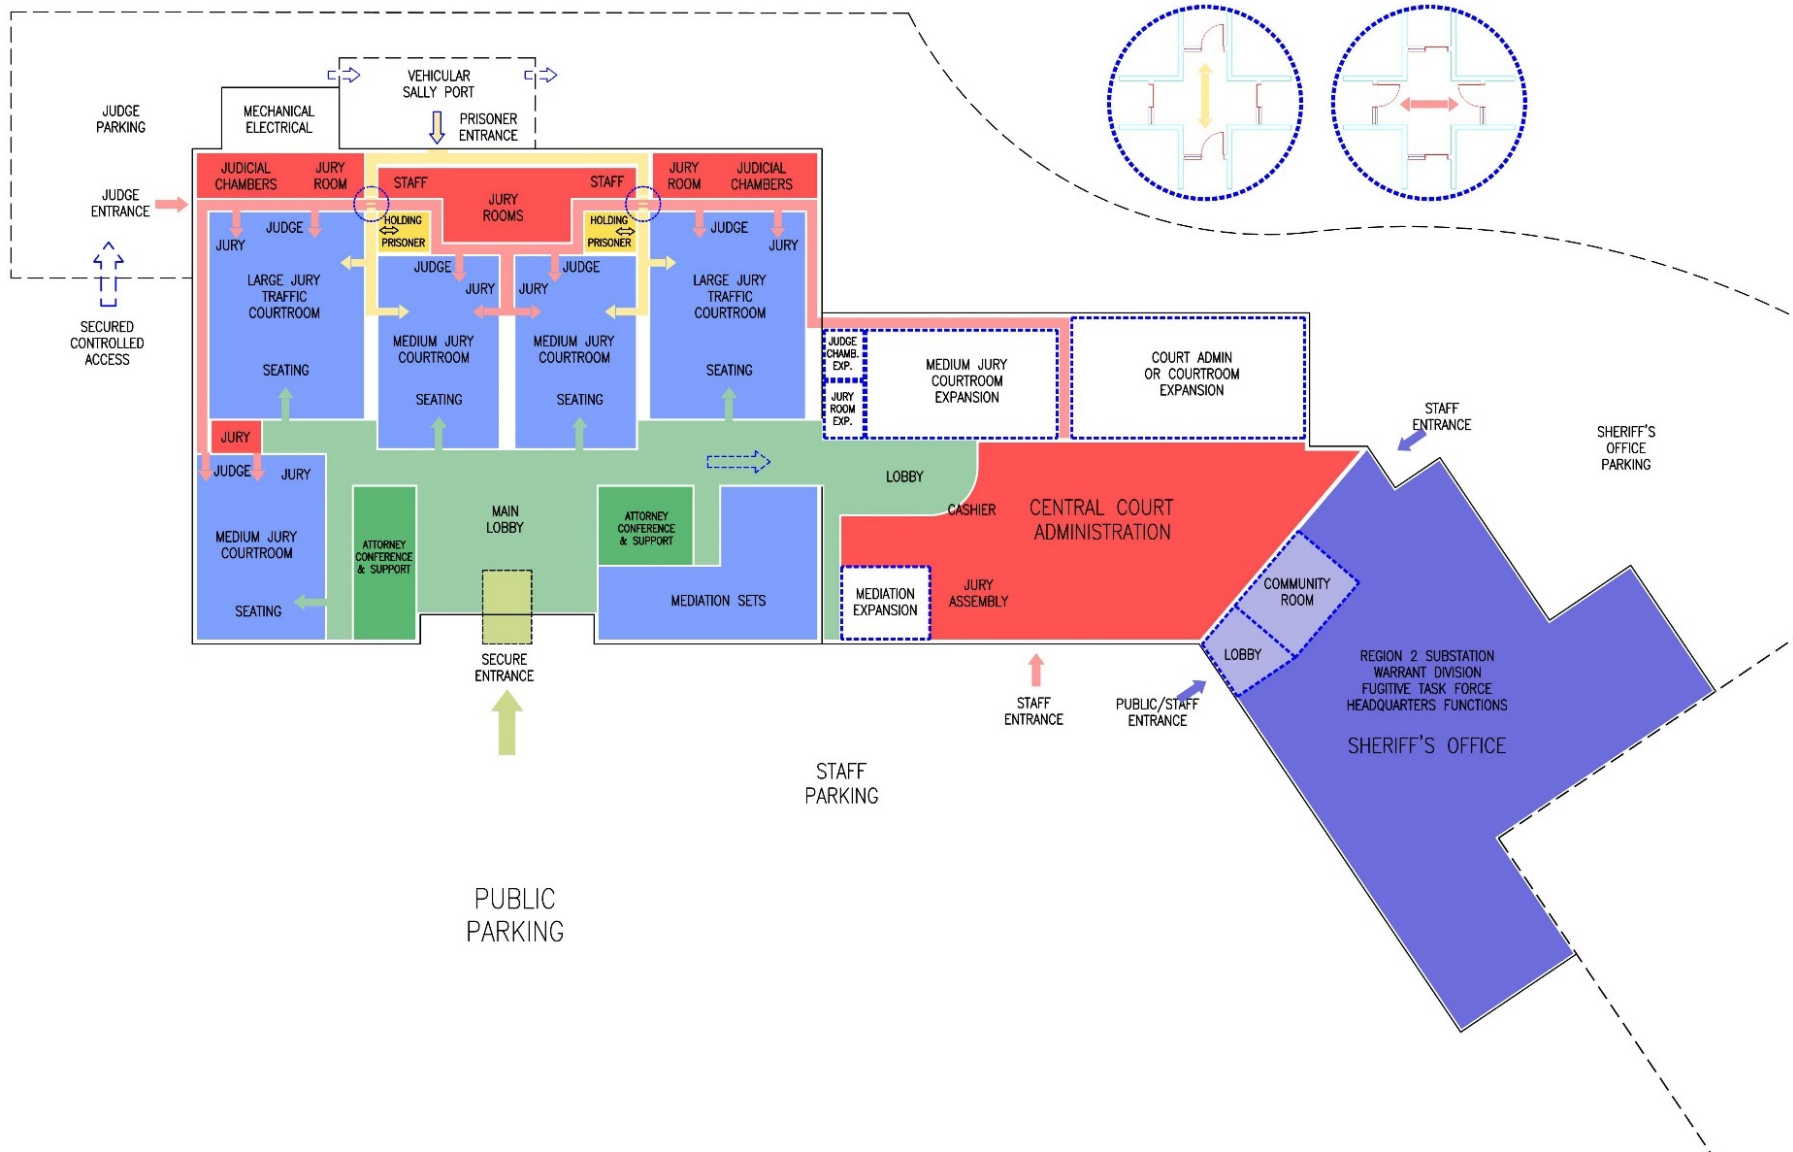 JUDGE
PARKING
MECHANICAL
ELECTRICAL
VEHICULAR
SALLY PORT
PRISONER
ENTRANCE
JUDGE
ENTRANCE
SECURED
CONTROLLED
ACCESS
JUDICIAL
CHAMBERS
JURY
ROOM
STAFF
JURY
ROOMS
STAFF
JURY
ROOM
JUDICIAL
CHAMBERS
HOLDING
PRISONER
HOLDING
PRISONER
JURY
JUDGE
LARGE JURY
TRAFFIC
COURTROOM
SEATING
JUDGE
JURY
MEDIUM JURY
COURTROOM
SEATING
JUDGE
JURY
MEDIUM JURY
COURTROOM
SEATING
JUDGE
JURY
LARGE JURY
TRAFFIC
COURTROOM
SEATING
JUDGE
CHAMB.
EXP.
JURY
ROOM
EXP.
MEDIUM JURY
COURTROOM
EXPANSION
COURT ADMIN
OR COURTROOM
EXPANSION
STAFF
ENTRANCE
SHERIFF'S
OFFICE
PARKING
JURY
JUDGE
JURY
MEDIUM JURY
COURTROOM
SEATING
ATTORNEY
CONFERENCE
& SUPPORT
MAIN
LOBBY
ATTORNEY
CONFERENCE
& SUPPORT
MEDIATION SETS
LOBBY
CASHIER
CENTRAL COURT
ADMINISTRATION
MEDIATION
EXPANSION
JURY
ASSEMBLY
COMMUNITY
ROOM
LOBBY
SECURE
ENTRANCE
STAFF
ENTRANCE
PUBLIC/STAFF
ENTRANCE
REGION 2 SUBSTATION
WARRANT DIVISION
FUGITIVE TASK FORCE
HEADQUARTERS FUNCTIONS
SHERIFF'S OFFICE
STAFF
PARKING
PUBLIC
PARKING